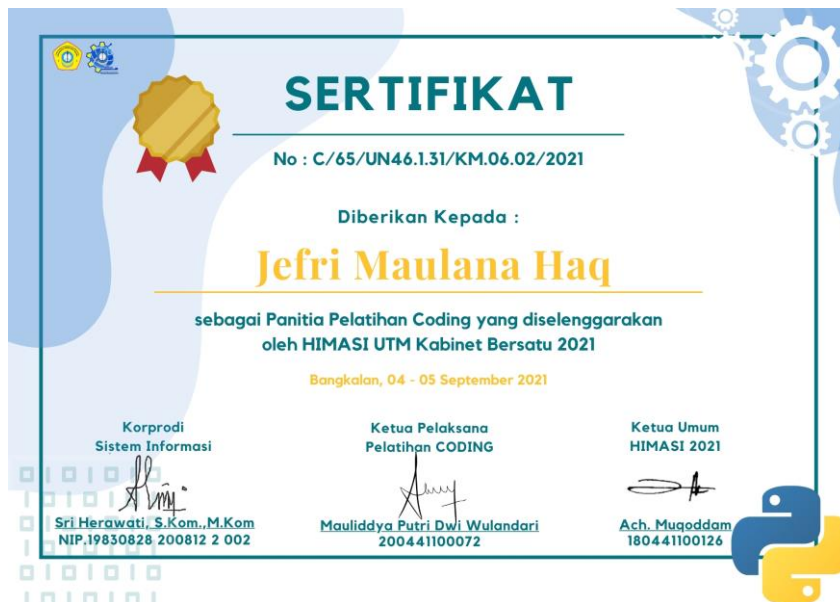 SERTIFIKAT
No : C/65/UN46.1.31/KM.06.02/2021
Diberikan Kepada :
Jefri Maulana Haq
sebagai Panitia Pelatihan Coding yang diselenggarakan
oleh HIMASI UTM Kabinet Bersatu 2021
Bangkalan, 04 - 05 September 2021
Korprodi
Sistem Informasi
Sri Herawati, S.Kom.,M.Kom
NIP.19830828 200812 2 002
Ketua Pelaksana
Pelatihan CODING
Mauliddya Putri Dwi Wulandari
200441100072
Ketua Umum
HIMASI 2021
Ach. Muqoddam
180441100126